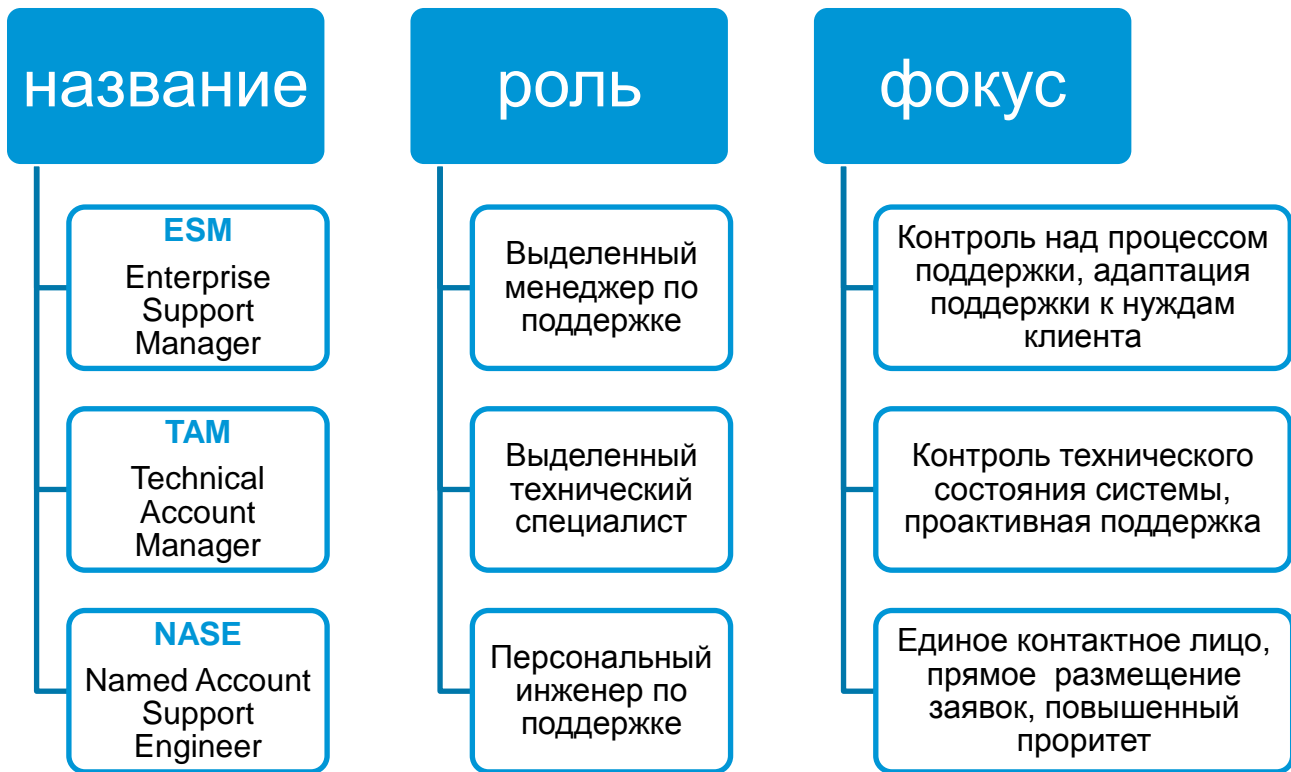 название
ESM
Enterprise
Support
Manager
TAM
Technical
Account
Manager
NASE
Named Account
Support
Engineer
роль
Выделенный
менеджер по
поддержке
Выделенный
технический
специалист
Персональный
инженер по
поддержке
фокус
Контроль над процессом
поддержки, адаптация
поддержки к нуждам
клиента
Контроль технического
состояния системы,
проактивная поддержка
Единое контактное лицо,
прямое размещение
заявок, повышенный
проритет